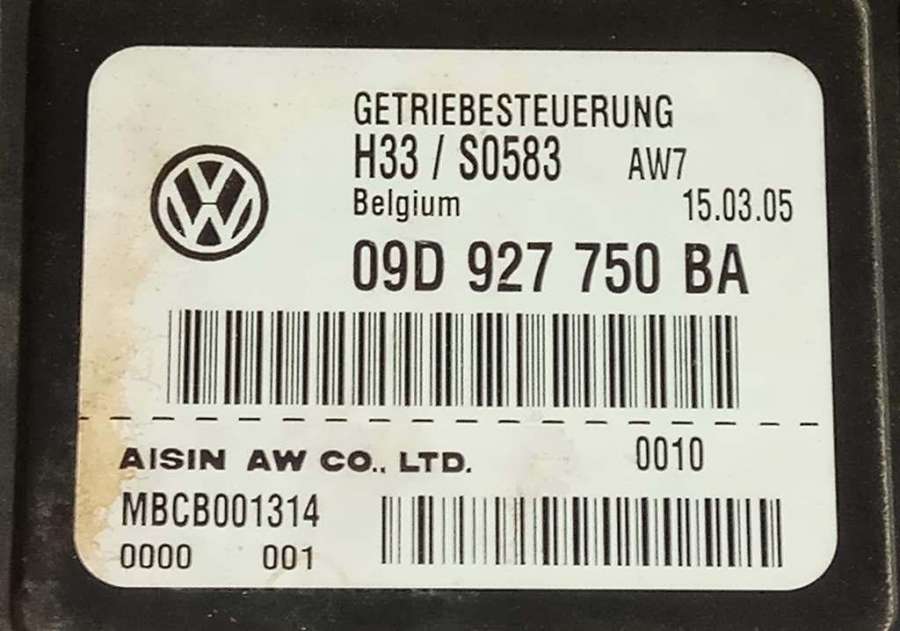 GETRIEBESTEUERUNG
H33 / S0583 AW7
Belgium 15.03.05
09D 927 750 BA
AISIN AW CO., LTD. 0010
MBCB001314
0000 001